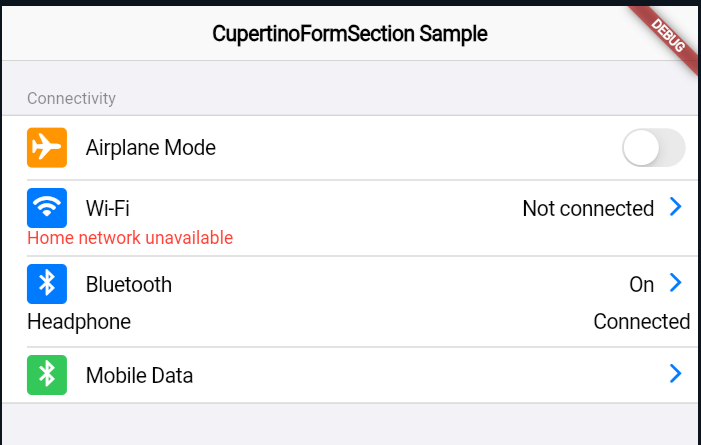 CupertinoFormSection Sample
DEBUG
Connectivity
Airplane Mode
Wi-Fi Not connected
Home network unavailable
Bluetooth On
Headphone Connected
Mobile Data